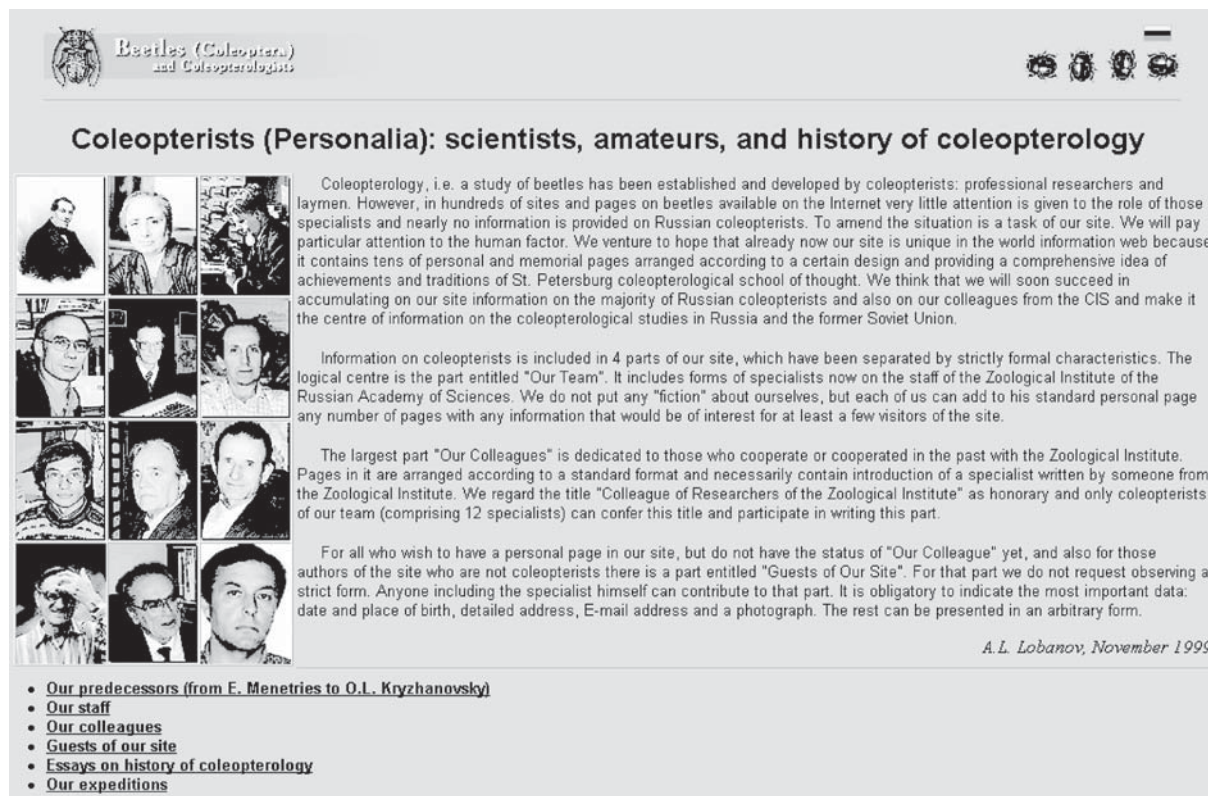 Beetles (Coleoptera)
and Coleopterologists
Coleopterists (Personalia): scientists, amateurs, and history of coleopterology
Coleopterology, i.e. a study of beetles has been established and developed by coleopterists: professional researchers and
laymen. However, in hundreds of sites and pages on beetles available on the Internet very little attention is given to the role of those
specialists and nearly no information is provided on Russian coleopterists. To amend the situation is a task of our site. We will pay
particular attention to the human factor. We venture to hope that already now our site is unique in the world information web because
it contains tens of personal and memorial pages arranged according to a certain design and providing a comprehensive idea of
achievements and traditions of St. Petersburg coleopterological school of thought. We think that we will soon succeed in
accumulating on our site information on the majority of Russian coleopterists and also on our colleagues from the CIS and make it
the centre of information on the coleopterological studies in Russia and the former Soviet Union.
Information on coleopterists is included in 4 parts of our site, which have been separated by strictly formal characteristics. The
logical centre is the part entitled "Our Team". It includes forms of specialists now on the staff of the Zoological Institute of the
Russian Academy of Sciences. We do not put any "fiction" about ourselves, but each of us can add to his standard personal page
any number of pages with any information that would be of interest for at least a few visitors of the site.
The largest part "Our Colleagues" is dedicated to those who cooperate or cooperated in the past with the Zoological Institute.
Pages in it are arranged according to a standard format and necessarily contain introduction of a specialist written by someone from
the Zoological Institute. We regard the title "Colleague of Researchers of the Zoological Institute" as honorary and only coleopterists
of our team (comprising 12 specialists) can confer this title and participate in writing this part.
For all who wish to have a personal page in our site, but do not have the status of "Our Colleague" yet, and also for those
authors of the site who are not coleopterists there is a part entitled "Guests of Our Site". For that part we do not request observing a
strict form. Anyone including the specialist himself can contribute to that part. It is obligatory to indicate the most important data:
date and place of birth, detailed address, E-mail address and a photograph. The rest can be presented in an arbitrary form.
A.L. Lobanov, November 1999
Our predecessors (from E. Menetries to O.L. Kryzhanovsky)
Our staff
Our colleagues
Guests of our site
Essays on history of coleopterology
Our expeditions